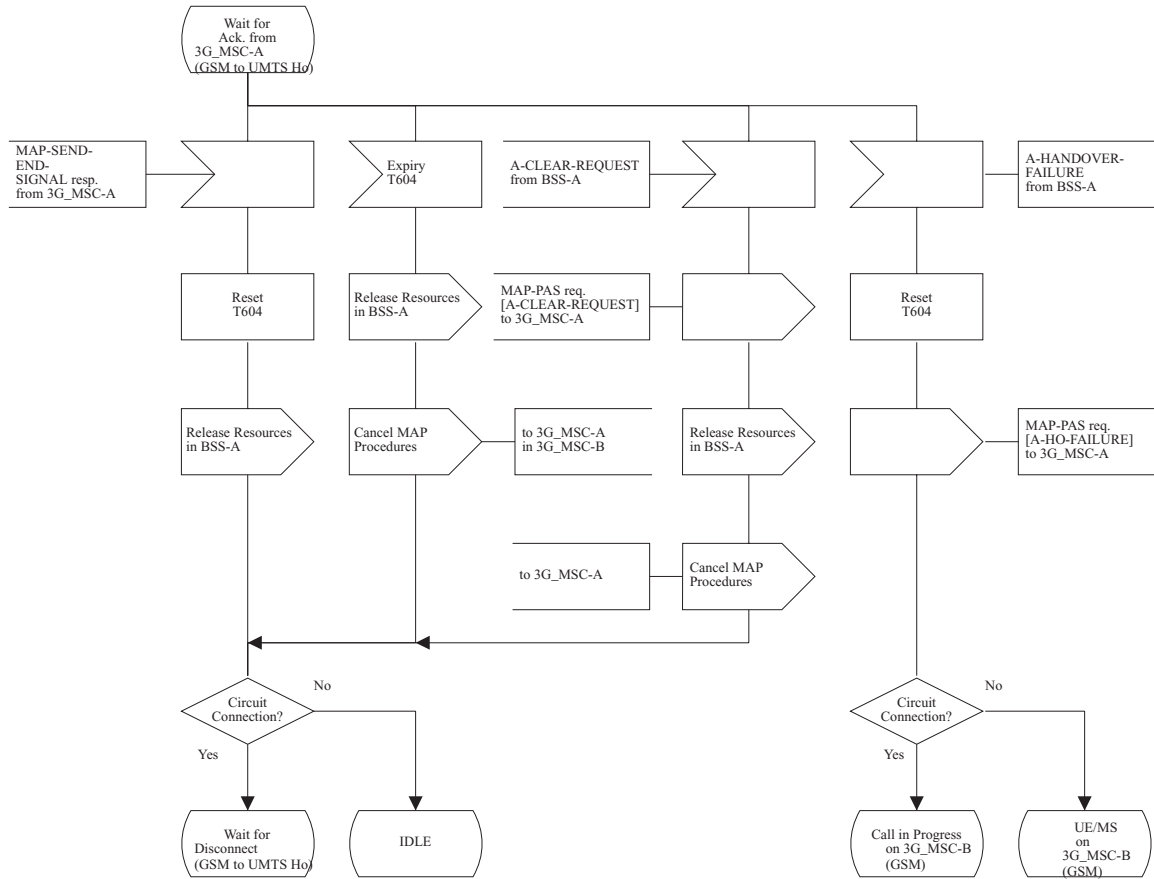 Wait for
Ack. from
3G_MSC-A
(GSM to UMTS Ho)
MAP-SEND-
END-
SIGNAL resp.
from 3G_MSC-A
Expiry
T604
A-CLEAR-REQUEST
from BSS-A
A-HANDOVER-
FAILURE
from BSS-A
Reset
T604
Release Resources
in BSS-A
MAP-PAS req.
[A-CLEAR-REQUEST]
to 3G_MSC-A
Reset
T604
Release Resources
in BSS-A
Cancel MAP
Procedures
to 3G_MSC-A
in 3G_MSC-B
Release Resources
in BSS-A
MAP-PAS req.
[A-HO-FAILURE]
to 3G_MSC-A
to 3G_MSC-A
Cancel MAP
Procedures
Circuit
Connection?
No
Yes
Circuit
Connection?
No
Yes
Wait for
Disconnect
(GSM to UMTS Ho)
IDLE
Call in Progress
on 3G_MSC-B
(GSM)
UE/MS
on
3G_MSC-B
(GSM)